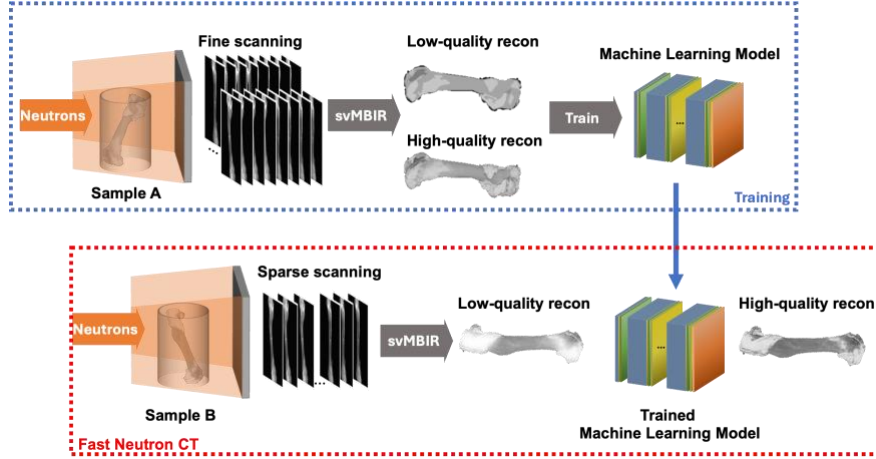 Fine scanning
Low-quality recon
Machine Learning Model
Neutrons
svMBIR
Train
...
...
High-quality recon
Sample A
Training
Sparse scanning
Low-quality recon
High-quality recon
Neutrons
svMBIR
...
...
Sample B
Trained
Machine Learning Model
Fast Neutron CT